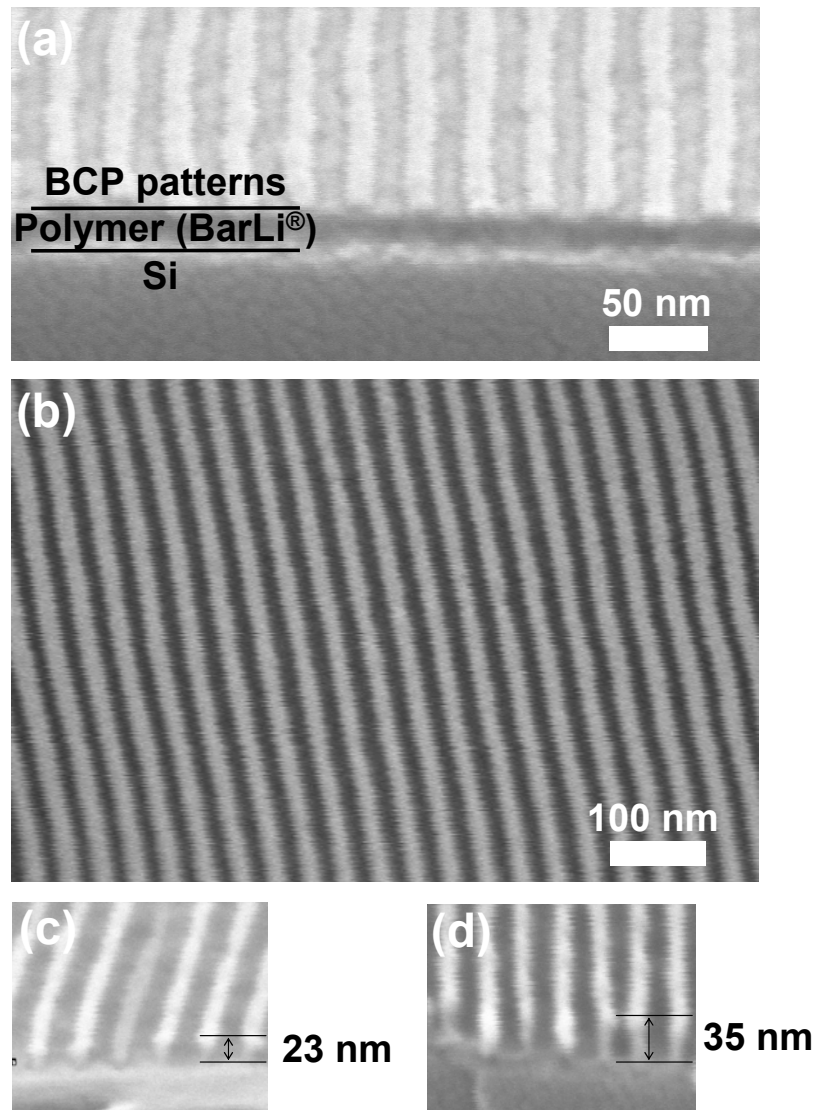 (a)
BCP patterns
Polymer (BarLi®)
Si
50 nm
(b)
100 nm
(c)
23 nm
(d)
35 nm